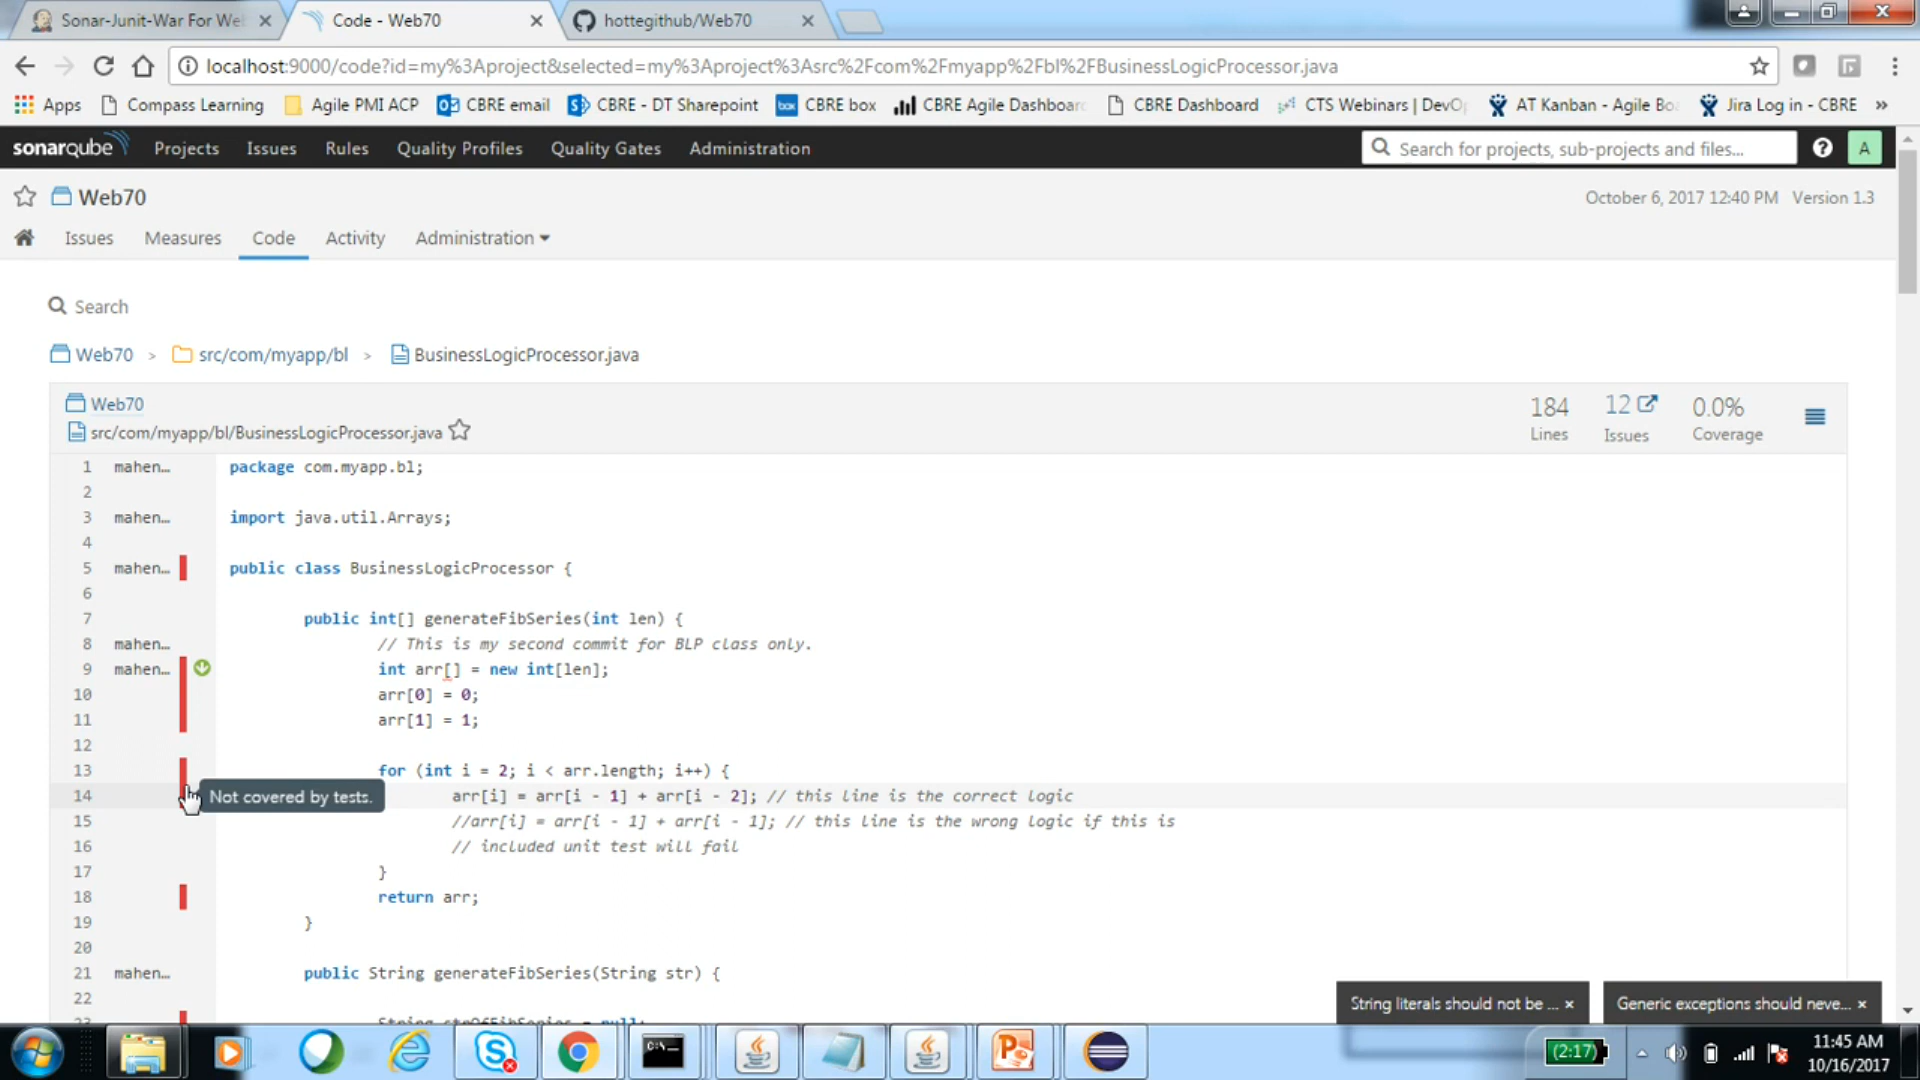 Sonar-Junit-War For We
Code - Web70
hottegithub/Web70
localhost:9000/code?id=my%3Aproject&selected=my%3Aproject%3Asrc%2Fcom%2Fmyapp%2Fbl%2FBusinessLogicProcessor.java
Apps Compass Learning Agile PMI ACP CBRE email CBRE - DT Sharepoint CBRE box CBRE Agile Dashboar CBRE Dashboard CTS Webinars | DevO AT Kanban - Agile Bo Jira Log in - CBRE »
sonarqube Projects Issues Rules Quality Profiles Quality Gates Administration Search for projects, sub-projects and files... ? A
Web70 October 6, 2017 12:40 PM Version 1.3
Issues Measures Code Activity Administration
Search
Web70 > src/com/myapp/bl > BusinessLogicProcessor.java
Web70
src/com/myapp/bl/BusinessLogicProcessor.java
184 12 0.0%
Lines Issues Coverage
1 mahen... package com.myapp.bl;
2
3 mahen... import java.util.Arrays;
4
5 mahen... public class BusinessLogicProcessor {
6
7 public int[] generateFibSeries(int len) {
8 mahen... // This is my second commit for BLP class only.
9 mahen... int arr[] = new int[len];
10 arr[0] = 0;
11 arr[1] = 1;
12
13 for (int i = 2; i < arr.length; i++) {
14 Not covered by tests. arr[i] = arr[i - 1] + arr[i - 2]; // this line is the correct logic
15 //arr[i] = arr[i - 1] + arr[i - 1]; // this line is the wrong logic if this is
16 // included unit test will fail
17 }
18 return arr;
19 }
20
21 mahen... public String generateFibSeries(String str) {
22
23 String strOfFibSeries = null;
String literals should not be ... ×
Generic exceptions should neve... ×
(2:17)
11:45 AM
10/16/2017